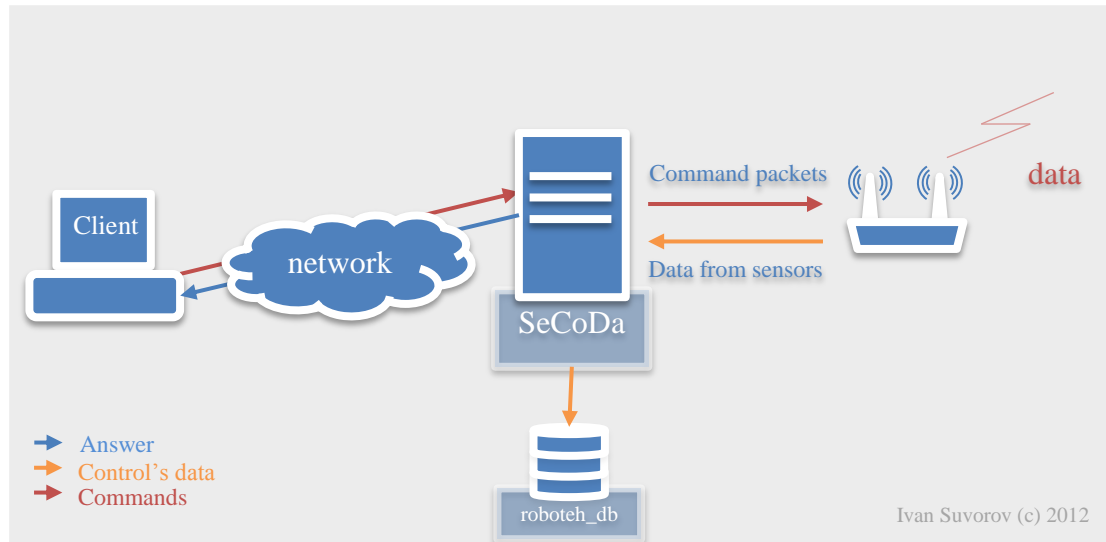 Command packets
data
Client
network
Data from sensors
SeCoDa
Answer
Control’s data
Commands
roboteh_db
Ivan Suvorov (c) 2012